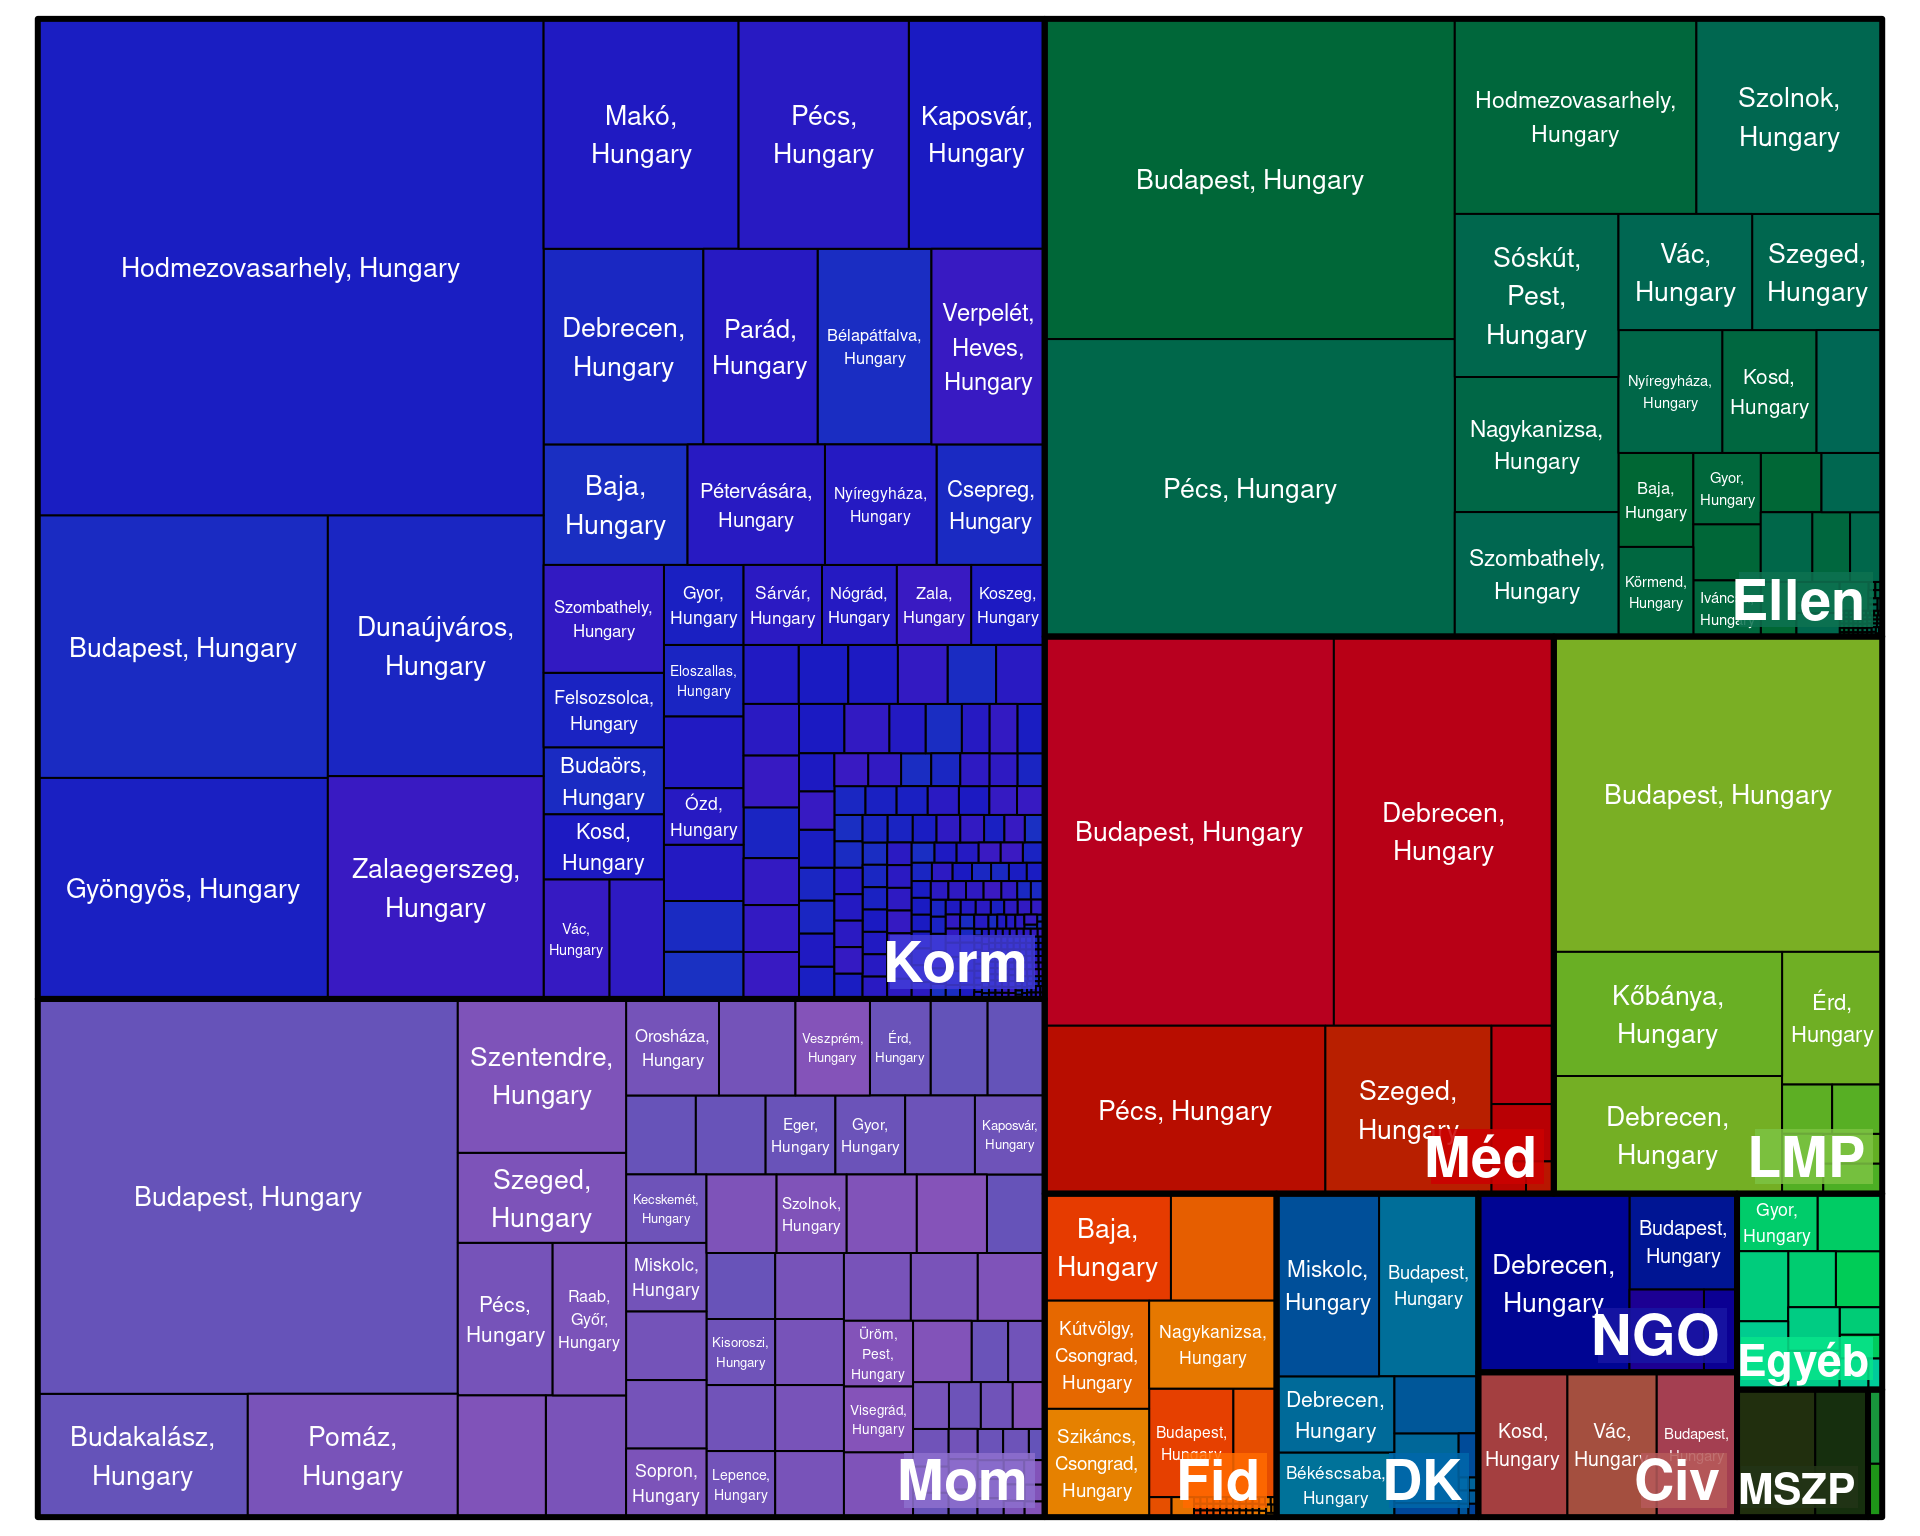 Hodmezovasarhely, Hungary
Makó,
Hungary
Pécs,
Hungary
Kaposvár,
Hungary
Debrecen,
Hungary
Parád,
Hungary
Bélapátfalva,
Hungary
Verpelét,
Heves,
Hungary
Baja,
Hungary
Pétervására,
Hungary
Nyíregyháza,
Hungary
Csepreg,
Hungary
Budapest, Hungary
Dunaújváros,
Hungary
Gyöngyös, Hungary
Zalaegerszeg,
Hungary
Szombathely,
Hungary
Gyor,
Hungary
Sárvár,
Hungary
Nógrád,
Hungary
Zala,
Hungary
Koszeg,
Hungary
Felsozsolca,
Hungary
Eloszallas,
Hungary
Budaörs,
Hungary
Ózd,
Hungary
Kosd,
Hungary
Vác,
Hungary
Korm
Budapest, Hungary
Hodmezovasarhely,
Hungary
Szolnok,
Hungary
Pécs, Hungary
Sóskút,
Pest,
Hungary
Vác,
Hungary
Szeged,
Hungary
Nyíregyháza,
Hungary
Kosd,
Hungary
Nagykanizsa,
Hungary
Baja,
Hungary
Gyor,
Hungary
Szombathely,
Hungary
Körmend,
Hungary
Hungary
Ellen
Budapest, Hungary
Debrecen,
Hungary
Pécs, Hungary
Szeged,
Hungary
Méd
Budapest, Hungary
Kőbánya,
Hungary
Érd,
Hungary
Debrecen,
Hungary
LMP
Budapest, Hungary
Szentendre,
Hungary
Szeged,
Hungary
Pécs,
Hungary
Raab,
Győr,
Hungary
Budakalász,
Hungary
Pomáz,
Hungary
Orosháza,
Hungary
Veszprém,
Hungary
Érd,
Hungary
Eger,
Hungary
Gyor,
Hungary
Kaposvár,
Hungary
Kecskemét,
Hungary
Szolnok,
Hungary
Miskolc,
Hungary
Kisoroszi,
Hungary
Üröm,
Pest,
Hungary
Visegrád,
Hungary
Sopron,
Hungary
Lepence,
Hungary
Mom
Baja,
Hungary
Kútvölgy,
Csongrad,
Hungary
Nagykanizsa,
Hungary
Szikáncs,
Csongrad,
Hungary
Budapest,
Hungary
Fid
Miskolc,
Hungary
Budapest,
Hungary
Debrecen,
Hungary
Békéscsaba,
Hungary
DK
Debrecen,
Hungary
Budapest,
Hungary
NGO
Kosd,
Hungary
Vác,
Hungary
Budapest,
Hungary
Civ
Gyor,
Hungary
Egyéb
MSZP